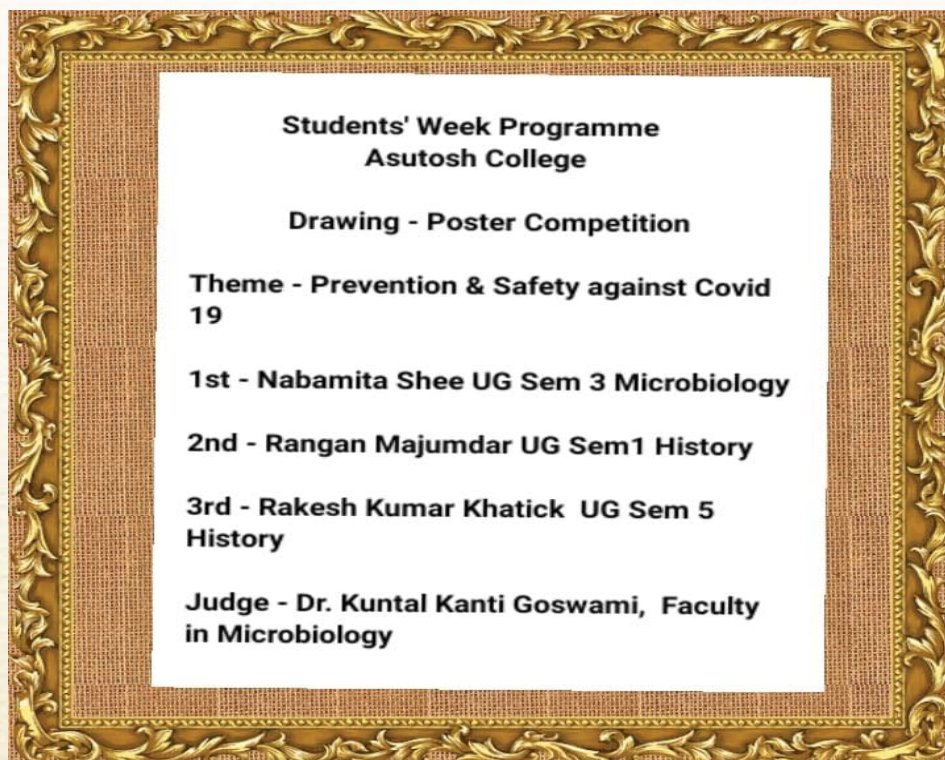 Students' Week Programme
Asutosh College
Drawing - Poster Competition
Theme - Prevention & Safety against Covid
19
1st - Nabamita Shee UG Sem 3 Microbiology
2nd - Rangan Majumdar UG Sem1 History
3rd - Rakesh Kumar Khatick UG Sem 5
History
Judge - Dr. Kuntal Kanti Goswami, Faculty
in Microbiology